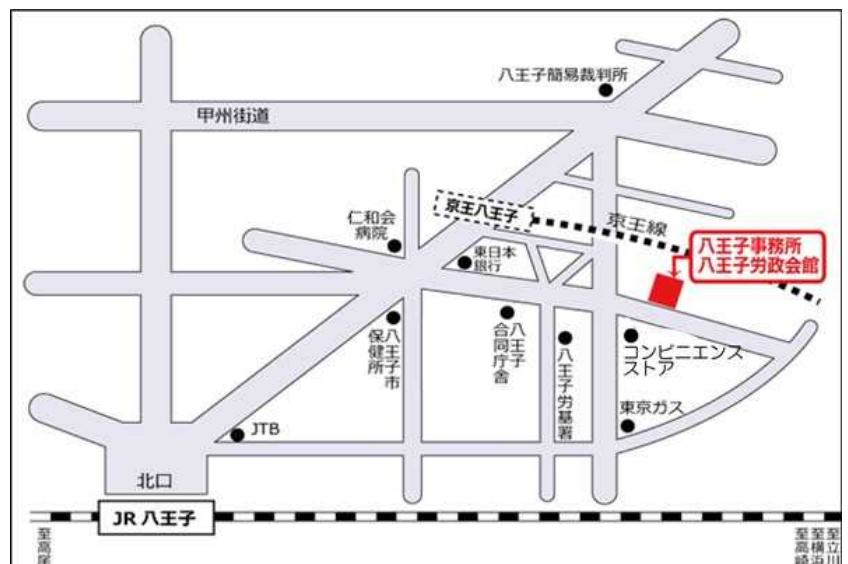 八王子簡易裁判所
甲州街道
京王八王子
京王線
仁和会
病院
東日本
銀行
八王子事務所
八王子労政会館
八王子市
保健所
八王子
合同庁舎
八王子労基署
コンビニエンス
ストア
東京ガス
JTB
北口
JR 八王子
至高尾
至高崎
至横浜
至立川